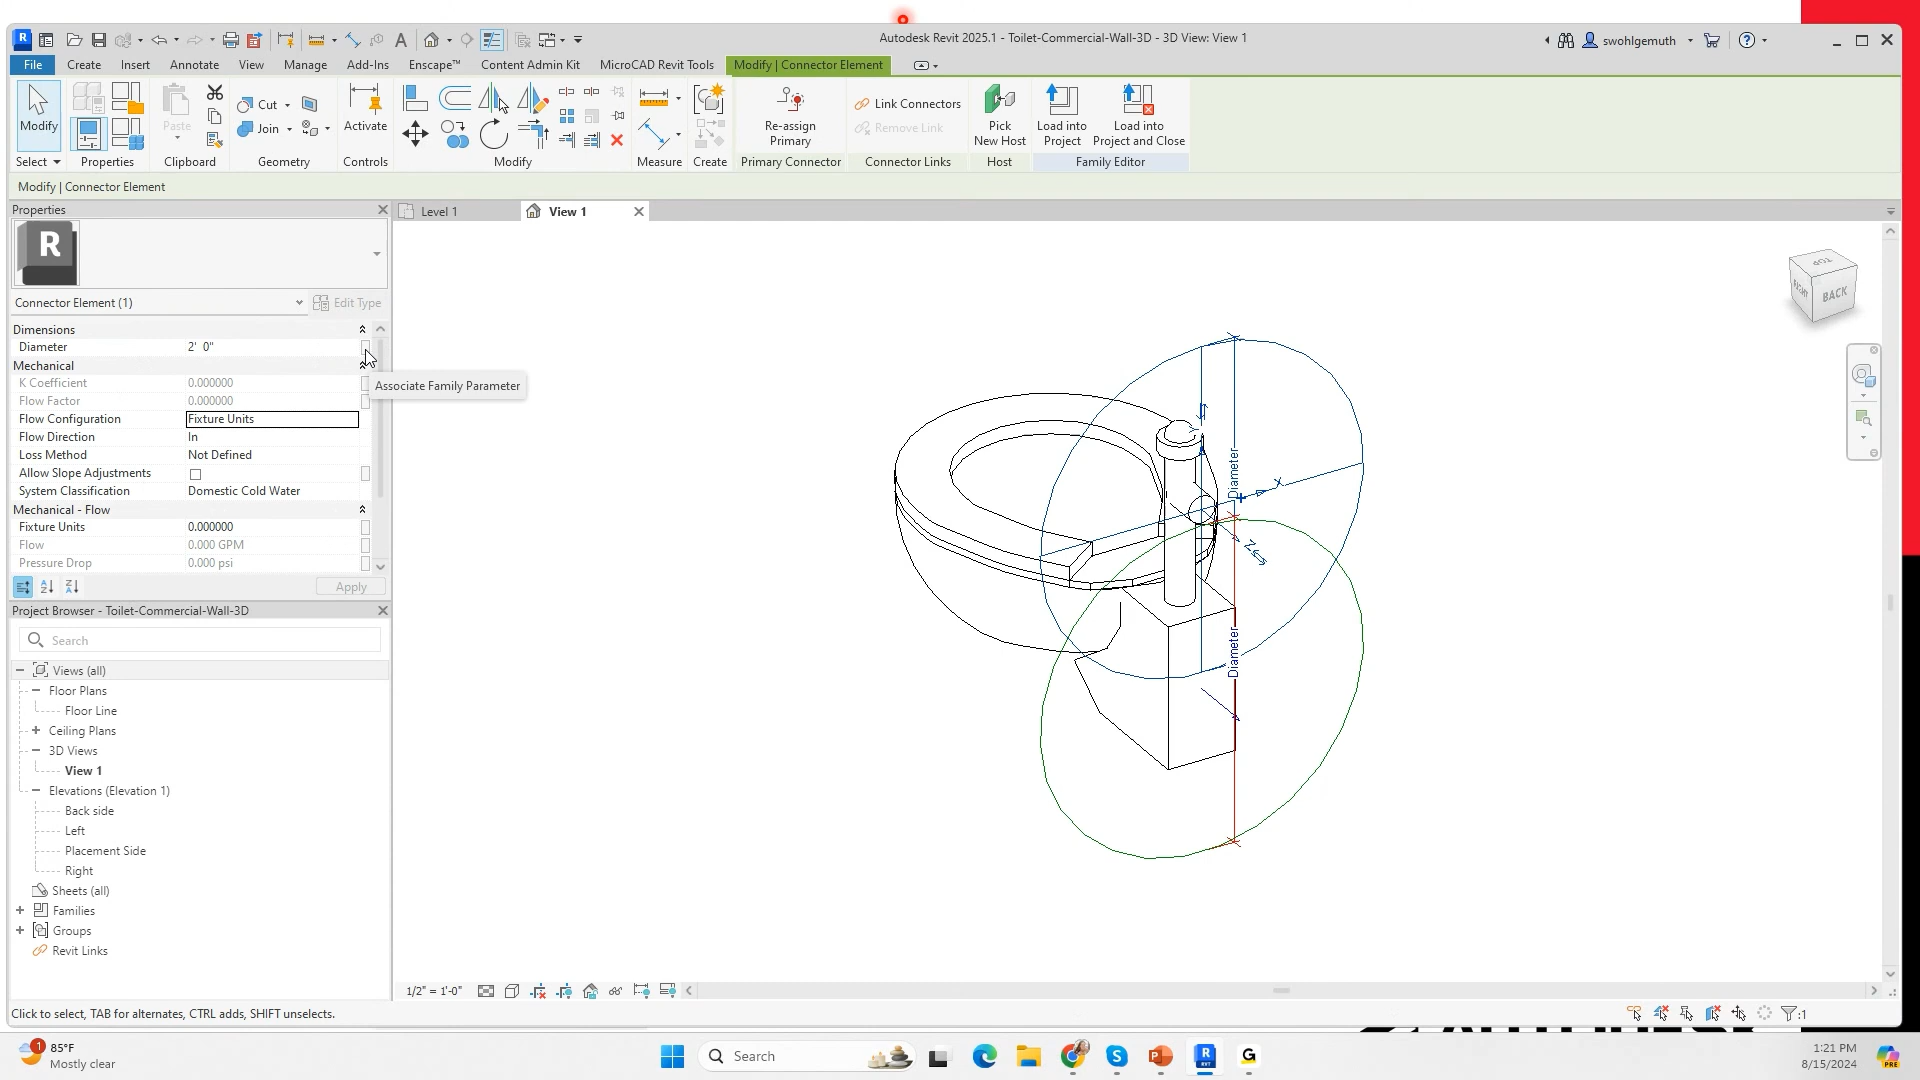 Autodesk Revit 2025.1 - Toilet-Commercial-Wall-3D - 3D View: View 1
swohlgemuth
File
Create
Insert
Annotate
View
Manage
Add-Ins
Enscape™
Content Admin Kit
MicroCAD Revit Tools
Modify | Connector Element
Modify
Paste
Cut
Join
Activate
Re-assign
Primary
Link Connectors
Remove Link
Pick
New Host
Load into
Project
Load into
Project and Close
Select
Properties
Clipboard
Geometry
Controls
Modify
Measure
Create
Primary Connector
Connector Links
Host
Family Editor
Modify | Connector Element
Properties
Level 1
View 1
R
Connector Element (1)
Edit Type
Dimensions
Diameter 2' 0"
Mechanical
K Coefficient 0.000000
Flow Factor 0.000000
Flow Configuration Fixture Units
Flow Direction In
Loss Method Not Defined
Allow Slope Adjustments
System Classification Domestic Cold Water
Mechanical - Flow
Fixture Units 0.000000
Flow 0.000 GPM
Pressure Drop 0.000 psi
Apply
Associate Family Parameter
Project Browser - Toilet-Commercial-Wall-3D
Search
Views (all)
Floor Plans
Floor Line
Ceiling Plans
3D Views
View 1
Elevations (Elevation 1)
Back side
Left
Placement Side
Right
Sheets (all)
Families
Groups
Revit Links
Diameter
Diameter
X
Y
Z
TOP
RIGHT
BACK
1/2" = 1'-0"
Click to select, TAB for alternates, CTRL adds, SHIFT unselects.
:1
1
85°F
Mostly clear
Search
1:21 PM
8/15/2024